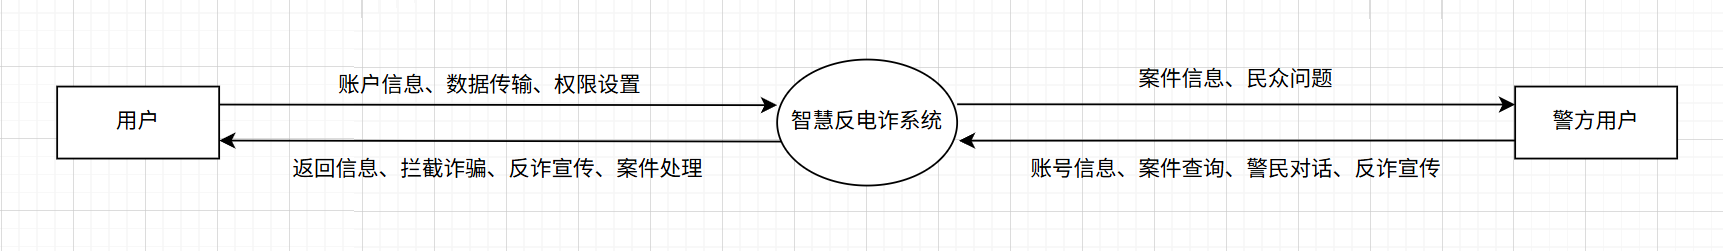 账户信息、数据传输、权限设置
案件信息、民众问题
用户
智慧反电诈系统
警方用户
返回信息、拦截诈骗、反诈宣传、案件处理
账号信息、案件查询、警民对话、反诈宣传